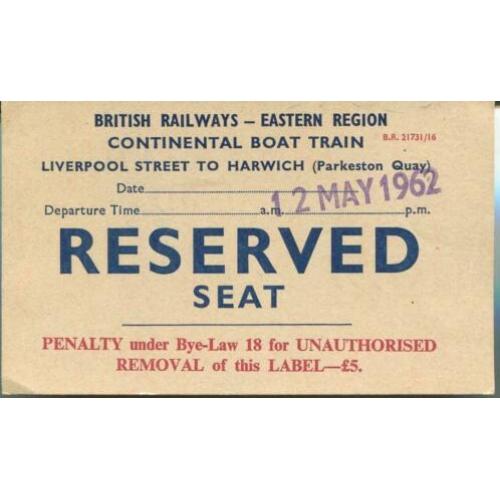 BRITISH RAILWAYS – EASTERN REGION
CONTINENTAL BOAT TRAIN B.R. 21731/16
LIVERPOOL STREET TO HARWICH (Parkeston Quay)
Date 12 MAY 1962
Departure Time a.m. p.m.
RESERVED
SEAT
PENALTY under Bye-Law 18 for UNAUTHORISED
REMOVAL of this LABEL—£5.